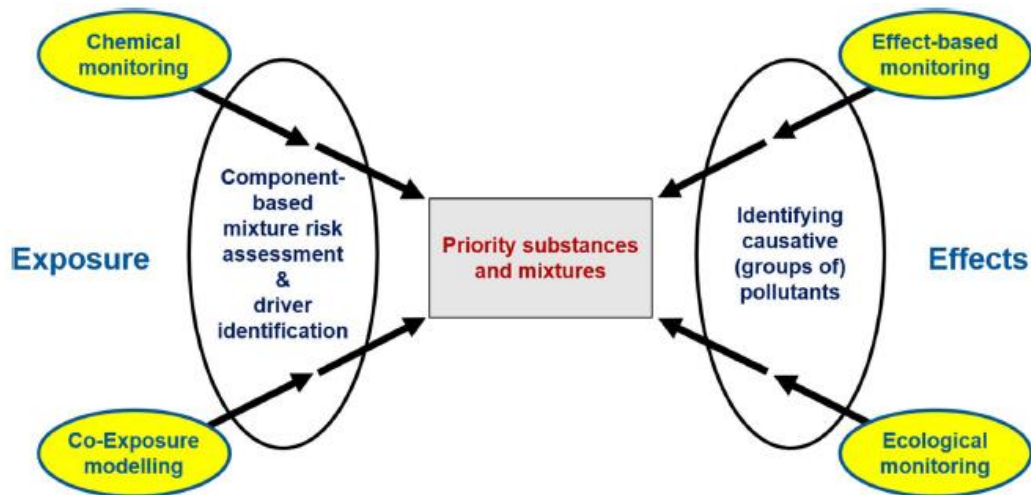 Chemical
monitoring
Effect-based
monitoring
Exposure
Component-
based
mixture risk
assessment
&
driver
identification
Priority substances
and mixtures
Identifying
causative
(groups of)
pollutants
Effects
Co-Exposure
modelling
Ecological
monitoring